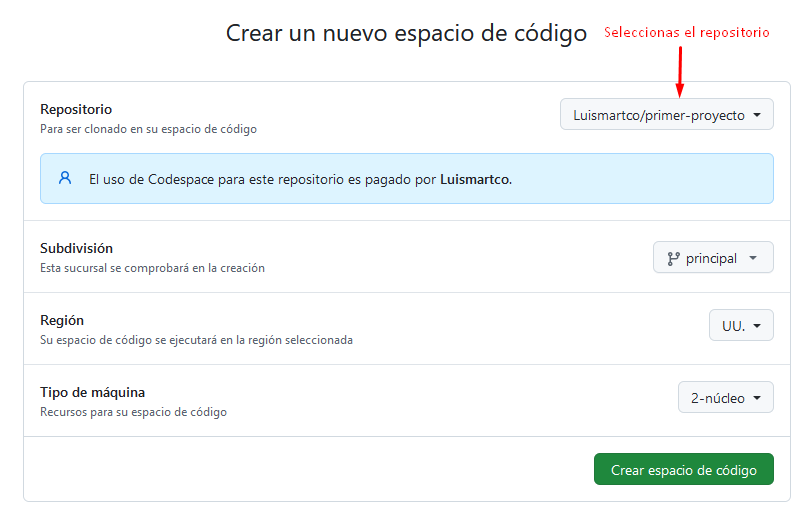 Crear un nuevo espacio de código
Seleccionas el repositorio
Repositorio
Para ser clonado en su espacio de código
Luismartco/primer-proyecto
El uso de Codespace para este repositorio es pagado por Luismartco.
Subdivisión
Esta sucursal se comprobará en la creación
principal
Región
Su espacio de código se ejecutará en la región seleccionada
UU.
Tipo de máquina
Recursos para su espacio de código
2-núcleo
Crear espacio de código